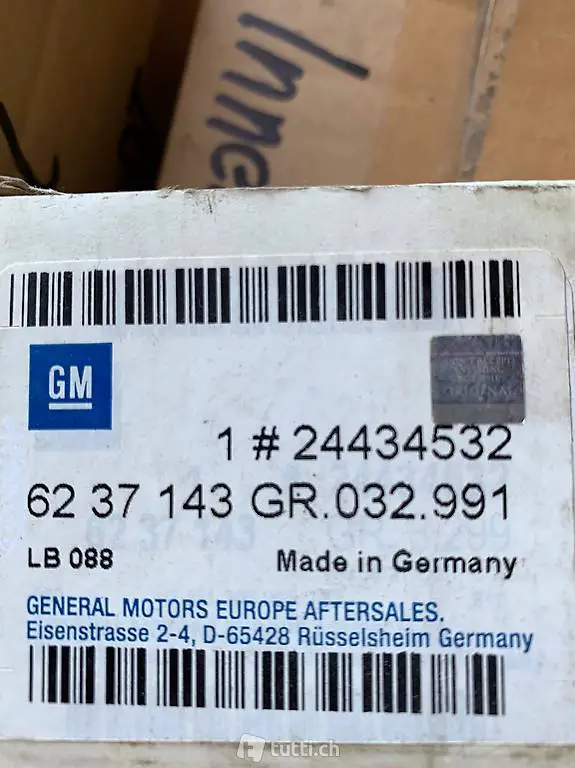 Inne
GM
ORIGINAL
1 # 24434532
62 37 143 GR.032.991
LB 088
Made in Germany
GENERAL MOTORS EUROPE AFTERSALES.
Eisenstrasse 2-4, D-65428 Rüsselsheim Germany
tutti.ch